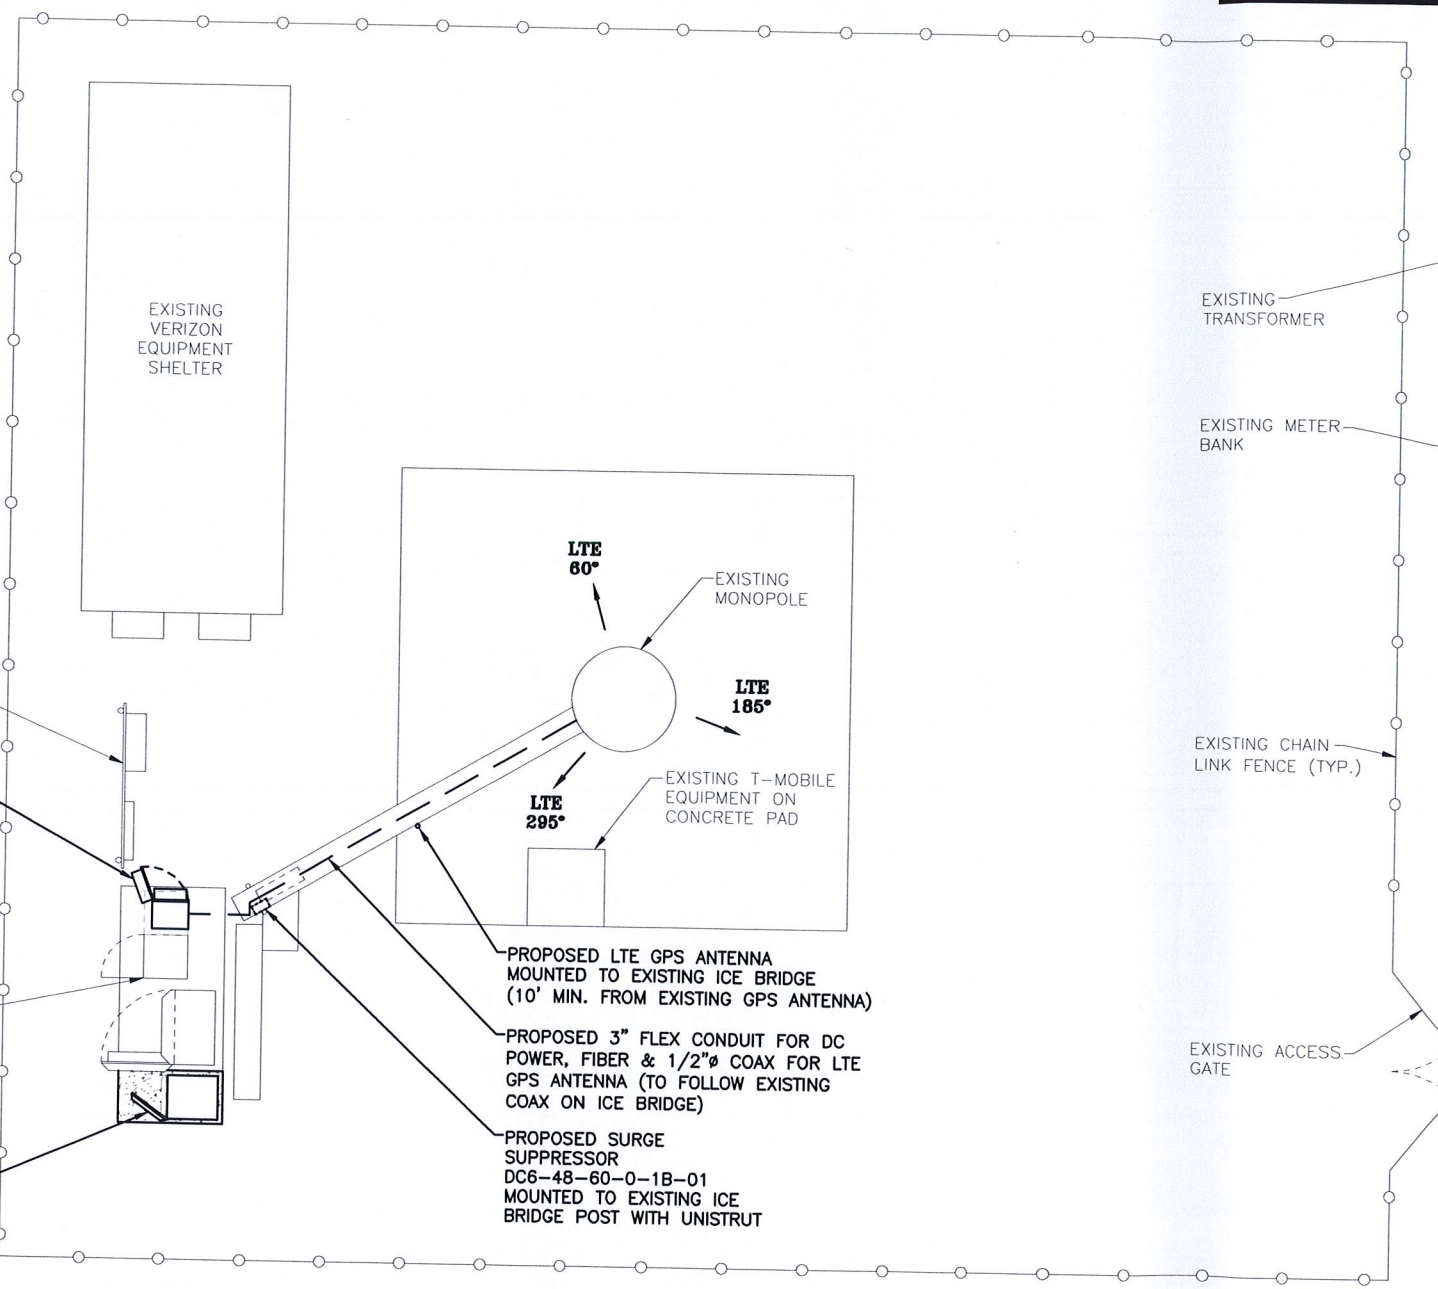 EXISTING
VERIZON
EQUIPMENT
SHELTER
EXISTING
TRANSFORMER
EXISTING METER
BANK
LTE
60°
EXISTING
MONOPOLE
LTE
185°
EXISTING CHAIN
LINK FENCE (TYP.)
EXISTING T-MOBILE
EQUIPMENT ON
CONCRETE PAD
LTE
295°
PROPOSED LTE GPS ANTENNA
MOUNTED TO EXISTING ICE BRIDGE
(10' MIN. FROM EXISTING GPS ANTENNA)
PROPOSED 3" FLEX CONDUIT FOR DC
POWER, FIBER & 1/2"ø COAX FOR LTE
GPS ANTENNA (TO FOLLOW EXISTING
COAX ON ICE BRIDGE)
EXISTING ACCESS
GATE
PROPOSED SURGE
SUPPRESSOR
DC6-48-60-0-1B-01
MOUNTED TO EXISTING ICE
BRIDGE POST WITH UNISTRUT